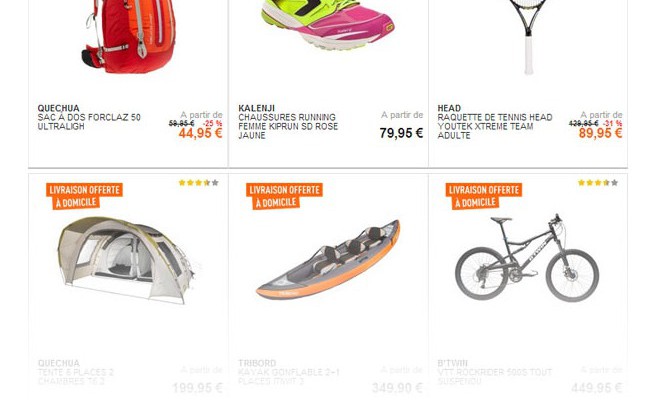 QUECHUA
SAC À DOS FORCLAZ 50
ULTRALIGH
A partir de
59,95 € -25 %
44,95 €
KALENJI
CHAUSSURES RUNNING
FEMME KIPRUN SD ROSE
JAUNE
A partir de
79,95 €
HEAD
RAQUETTE DE TENNIS HEAD
YOUTEK XTREME TEAM
ADULTE
A partir de
129,95 € -31 %
89,95 €
LIVRAISON OFFERTE
À DOMICILE
LIVRAISON OFFERTE
À DOMICILE
LIVRAISON OFFERTE
À DOMICILE
QUECHUA
TENTE 6 PLACES 2
CHAMBRES T6.2
A partir de
199,95 €
TRIBORD
KAYAK GONFLABLE 2+1
PLACES ITIWIT 3
A partir de
349,90 €
B'TWIN
VTT ROCKRIDER 500S TOUT
SUSPENDU
A partir de
449,95 €